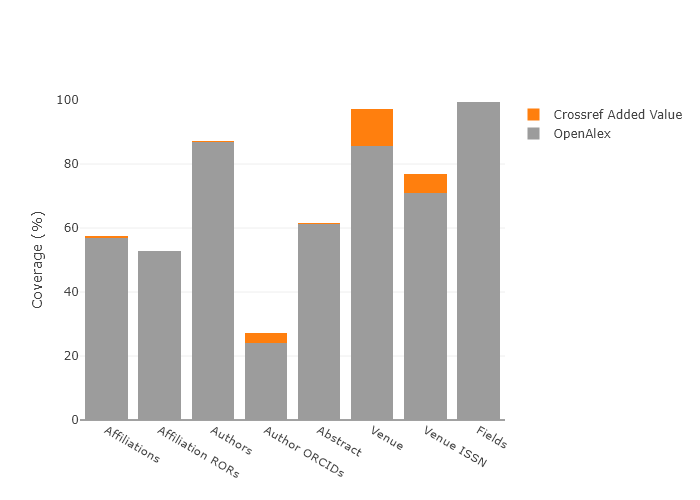 100
80
60
40
20
0
Coverage (%)
Affiliations
Affiliation RORs
Authors
Author ORCIDs
Abstract
Venue
Venue ISSN
Fields
Crossref Added Value
OpenAlex